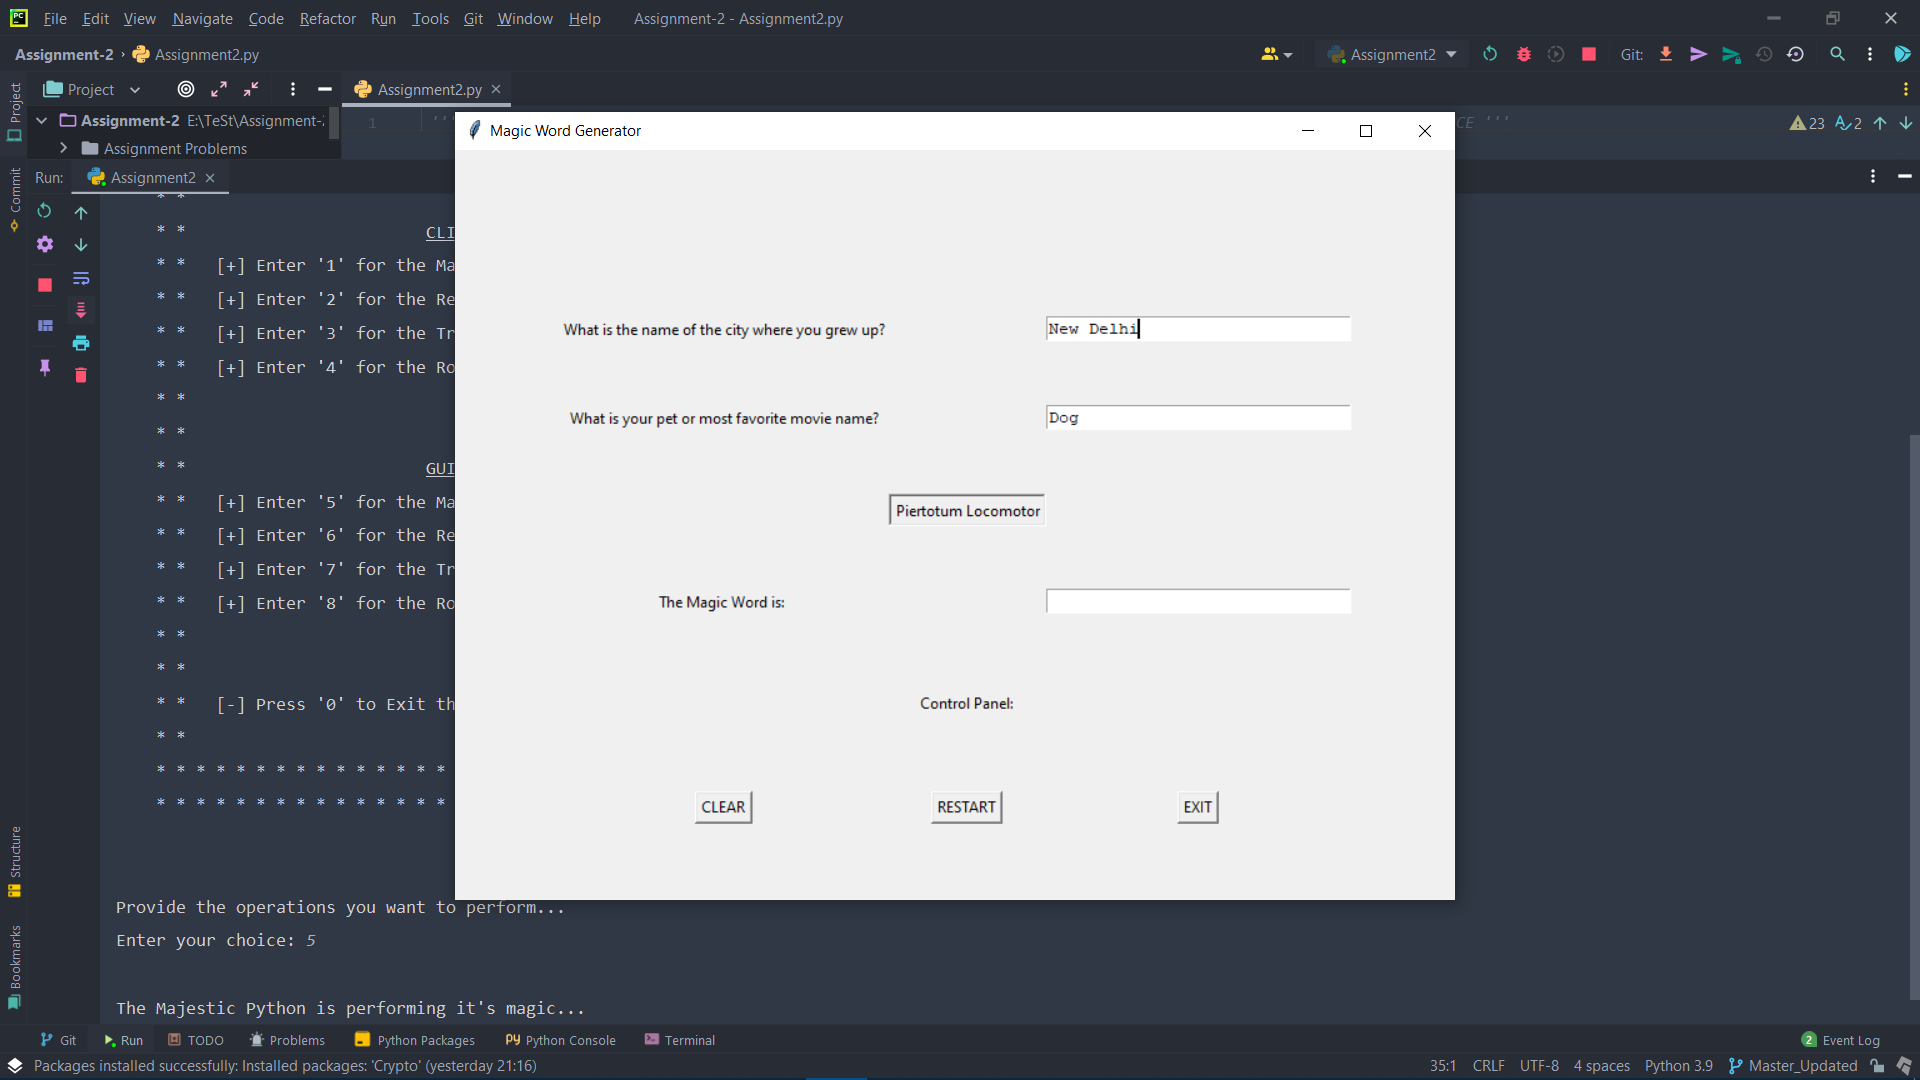 File Edit View Navigate Code Refactor Run Tools Git Window Help Assignment-2 - Assignment2.py
Assignment-2 › Assignment2.py Assignment2 Git:
Project Assignment2.py
Assignment-2 E:\TeSt\Assignment-2 1 ''' CE ''' 23 2
Assignment Problems
Magic Word Generator
Run: Assignment2
Project
Commit
Structure
Bookmarks
* *
* * CLI
* * [+] Enter '1' for the Ma
* * [+] Enter '2' for the Re
* * [+] Enter '3' for the Tr
* * [+] Enter '4' for the Ro
* *
* *
* * GUI
* * [+] Enter '5' for the Ma
* * [+] Enter '6' for the Re
* * [+] Enter '7' for the Tr
* * [+] Enter '8' for the Ro
* *
* *
* * [-] Press '0' to Exit th
* *
* * * * * * * * * * * * * * *
* * * * * * * * * * * * * * *
What is the name of the city where you grew up? New Delhi
What is your pet or most favorite movie name? Dog
Piertotum Locomotor
The Magic Word is:
Control Panel:
CLEAR RESTART EXIT
Provide the operations you want to perform...
Enter your choice: 5
The Majestic Python is performing it's magic...
Git Run TODO Problems Python Packages Python Console Terminal 2 Event Log
Packages installed successfully: Installed packages: 'Crypto' (yesterday 21:16) 35:1 CRLF UTF-8 4 spaces Python 3.9 Master_Updated